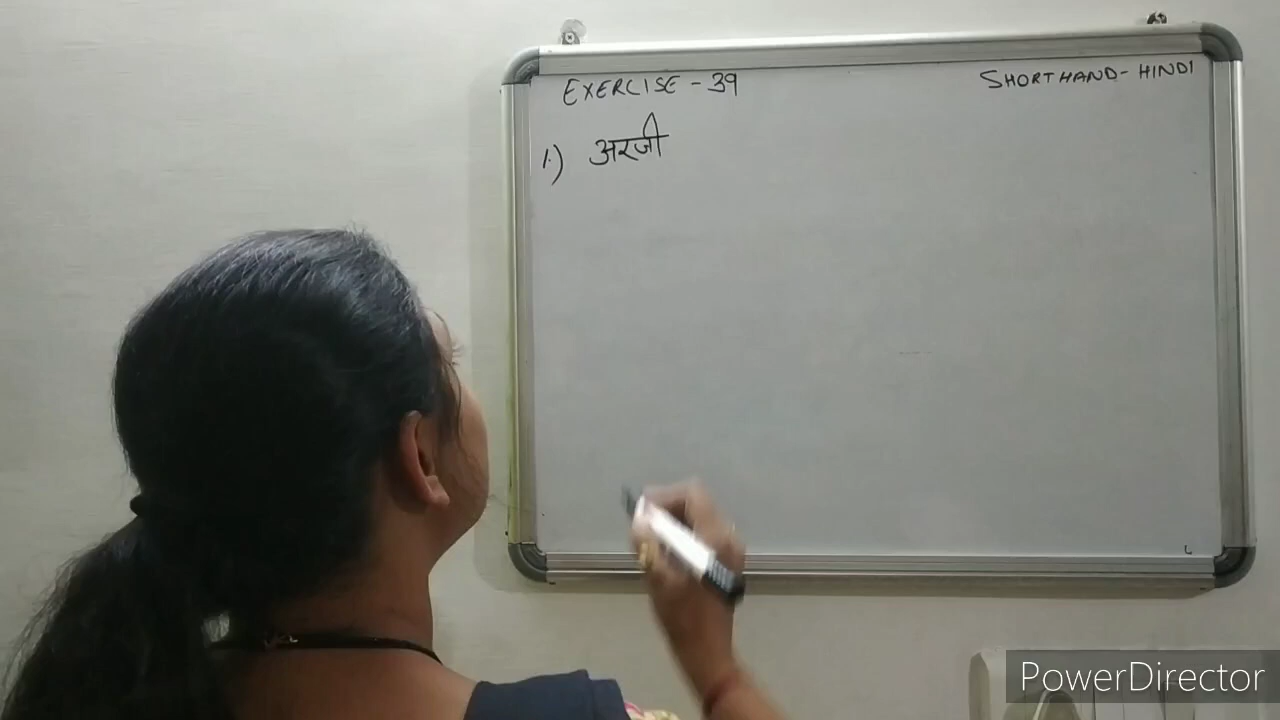 EXERCISE - 39
SHORTHAND- HINDI
1.) अरजी
PowerDirector